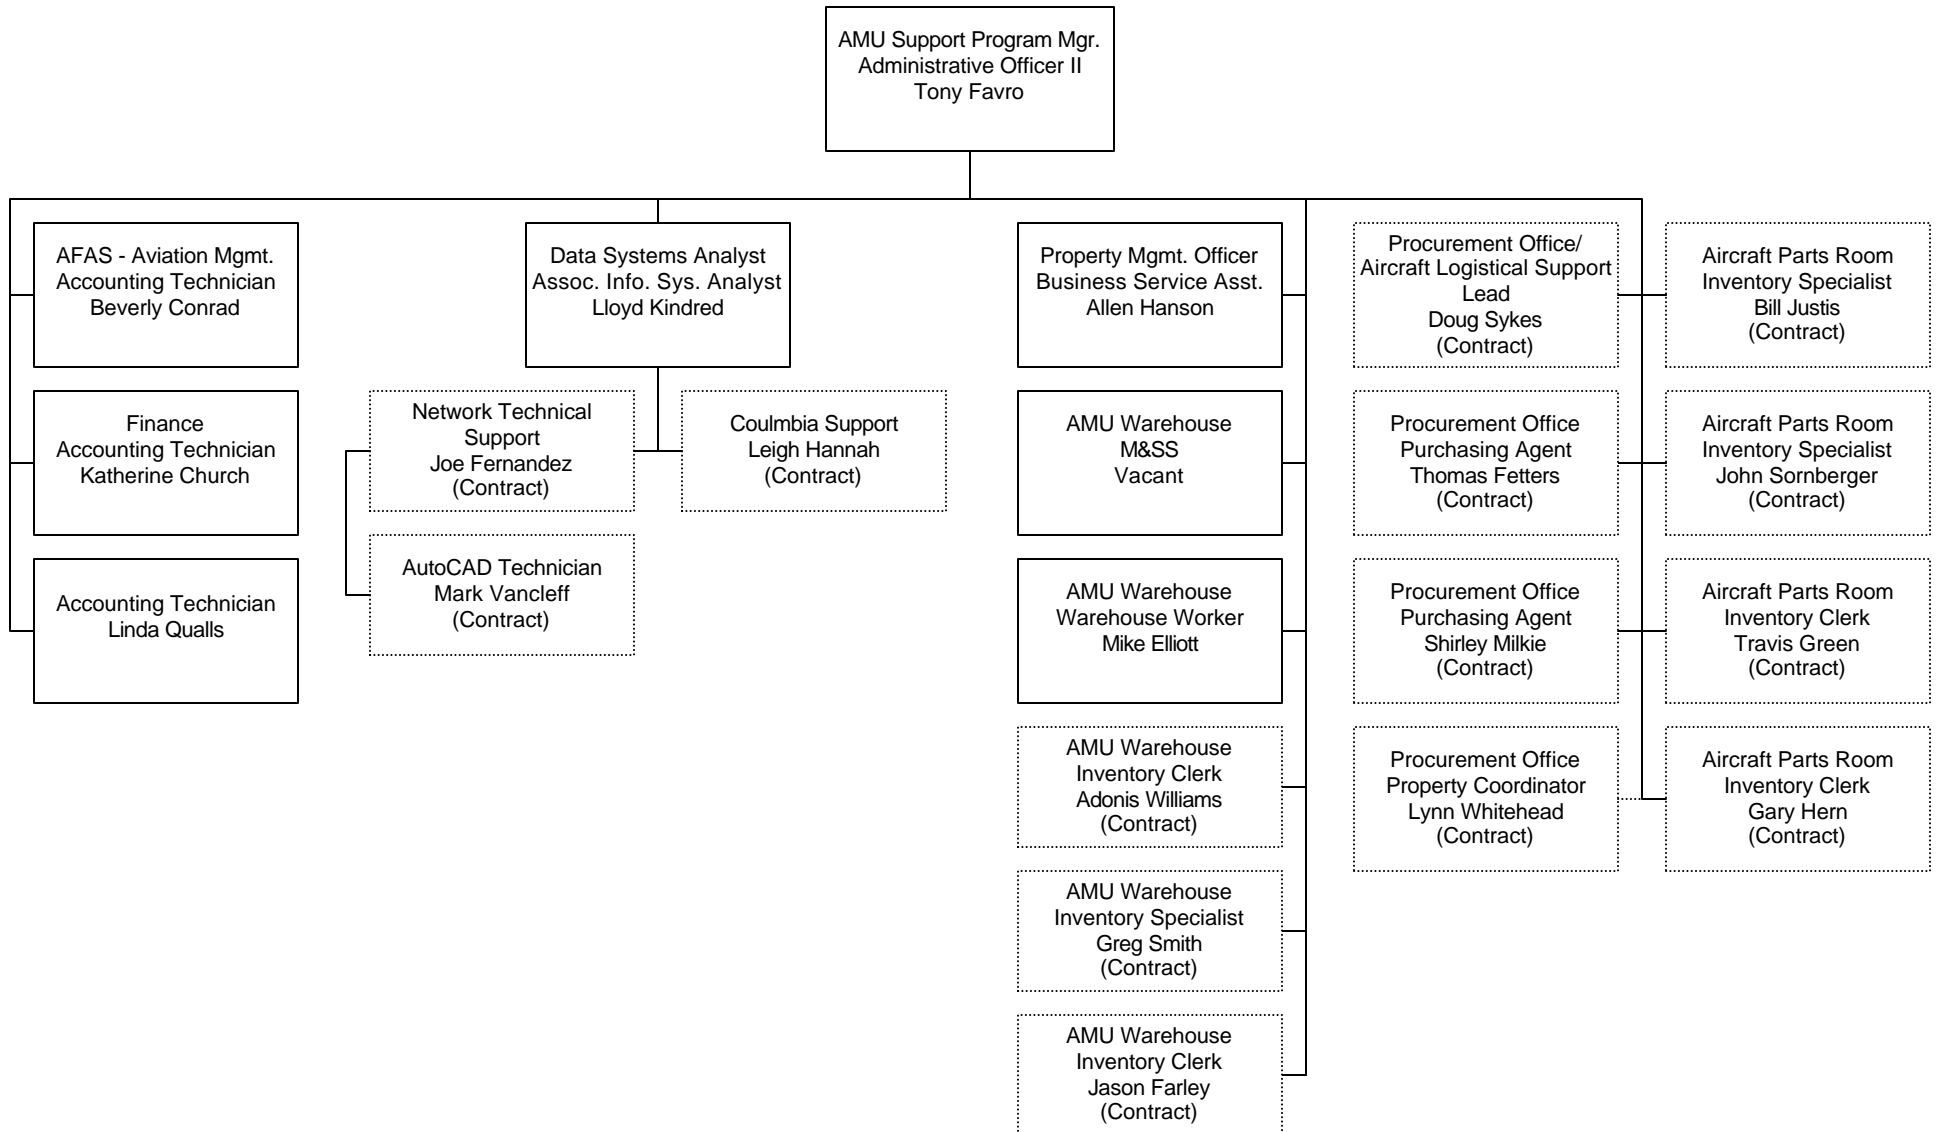 AMU Support Program Mgr.
Administrative Officer II
Tony Favro
AFAS - Aviation Mgmt.
Accounting Technician
Beverly Conrad
Finance
Accounting Technician
Katherine Church
Accounting Technician
Linda Qualls
Data Systems Analyst
Assoc. Info. Sys. Analyst
Lloyd Kindred
Network Technical
Support
Joe Fernandez
(Contract)
AutoCAD Technician
Mark Vancleff
(Contract)
Coulmbia Support
Leigh Hannah
(Contract)
Property Mgmt. Officer
Business Service Asst.
Allen Hanson
AMU Warehouse
M&SS
Vacant
AMU Warehouse
Warehouse Worker
Mike Elliott
AMU Warehouse
Inventory Clerk
Adonis Williams
(Contract)
AMU Warehouse
Inventory Specialist
Greg Smith
(Contract)
AMU Warehouse
Inventory Clerk
Jason Farley
(Contract)
Procurement Office/
Aircraft Logistical Support
Lead
Doug Sykes
(Contract)
Procurement Office
Purchasing Agent
Thomas Fetters
(Contract)
Procurement Office
Purchasing Agent
Shirley Milkie
(Contract)
Procurement Office
Property Coordinator
Lynn Whitehead
(Contract)
Aircraft Parts Room
Inventory Specialist
Bill Justis
(Contract)
Aircraft Parts Room
Inventory Specialist
John Sornberger
(Contract)
Aircraft Parts Room
Inventory Clerk
Travis Green
(Contract)
Aircraft Parts Room
Inventory Clerk
Gary Hern
(Contract)